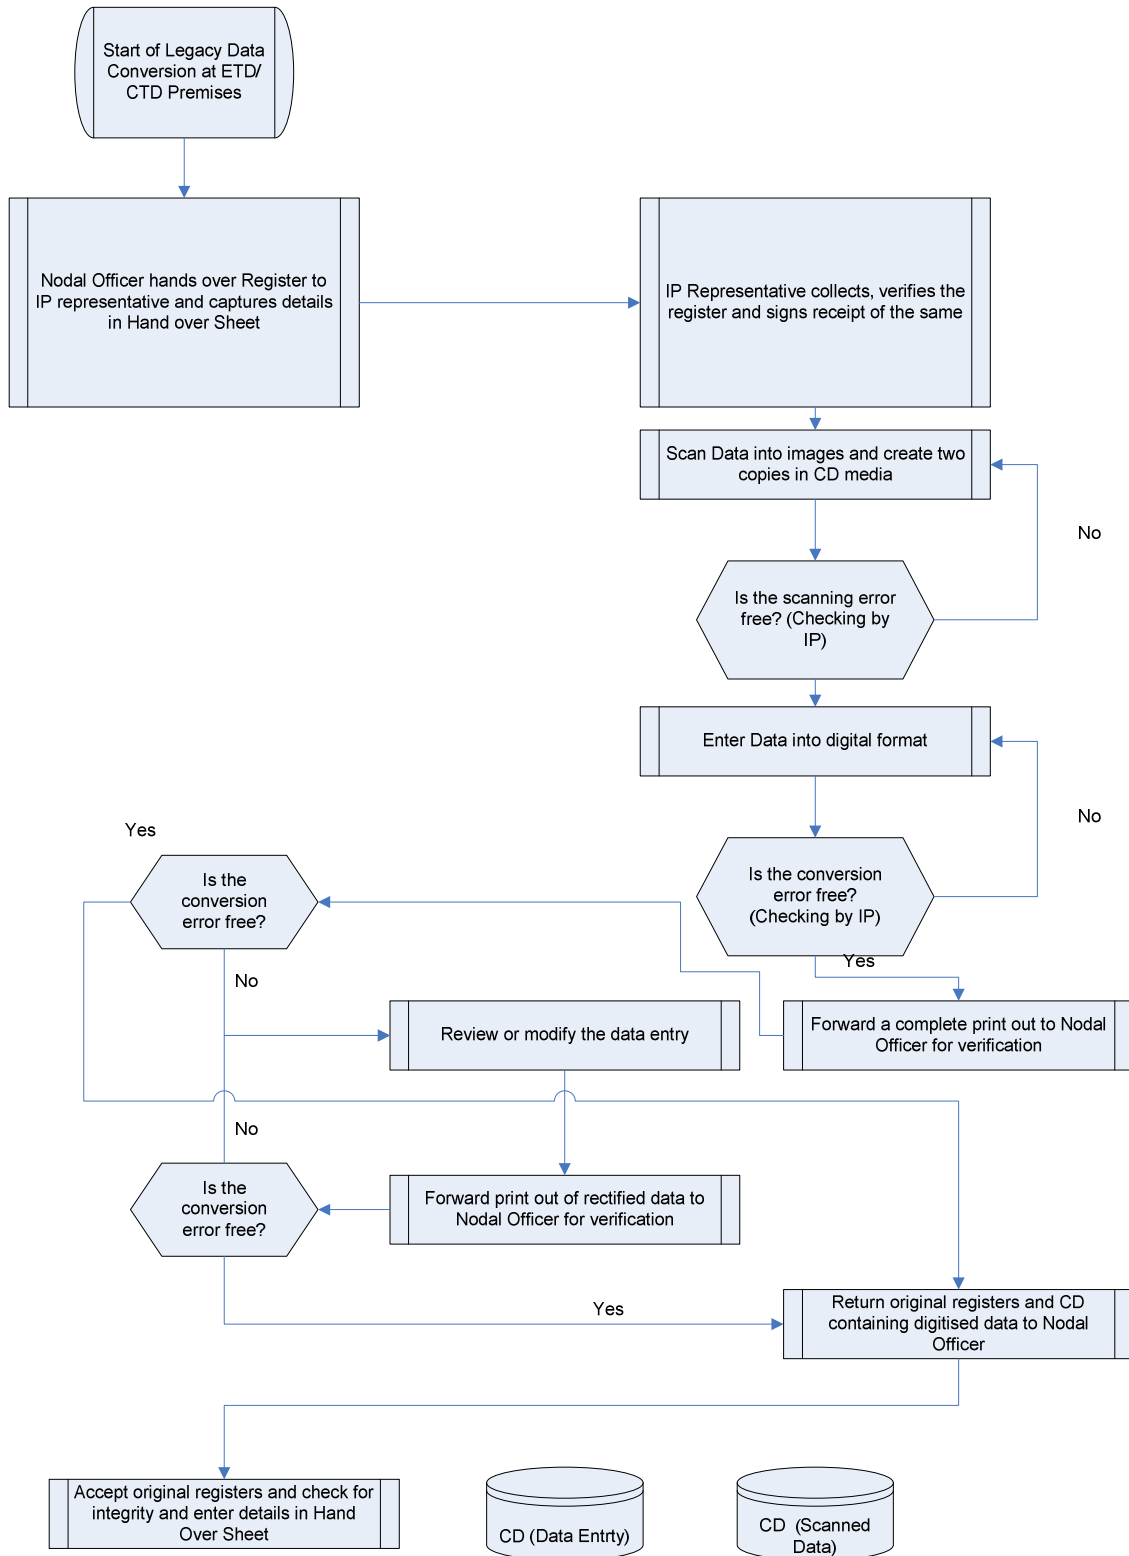 Start of Legacy Data
Conversion at ETD/
CTD Premises
Nodal Officer hands over Register to
IP representative and captures details
in Hand over Sheet
IP Representative collects, verifies the
register and signs receipt of the same
Scan Data into images and create two
copies in CD media
No
Is the scanning error
free? (Checking by
IP)
Enter Data into digital format
No
Is the conversion
error free?
(Checking by IP)
Yes
Yes
Is the
conversion
error free?
No
Forward a complete print out to Nodal
Officer for verification
Review or modify the data entry
No
Is the
conversion
error free?
Forward print out of rectified data to
Nodal Officer for verification
Yes
Return original registers and CD
containing digitised data to Nodal
Officer
Accept original registers and check for
integrity and enter details in Hand
Over Sheet
CD (Data Entrty)
CD (Scanned
Data)